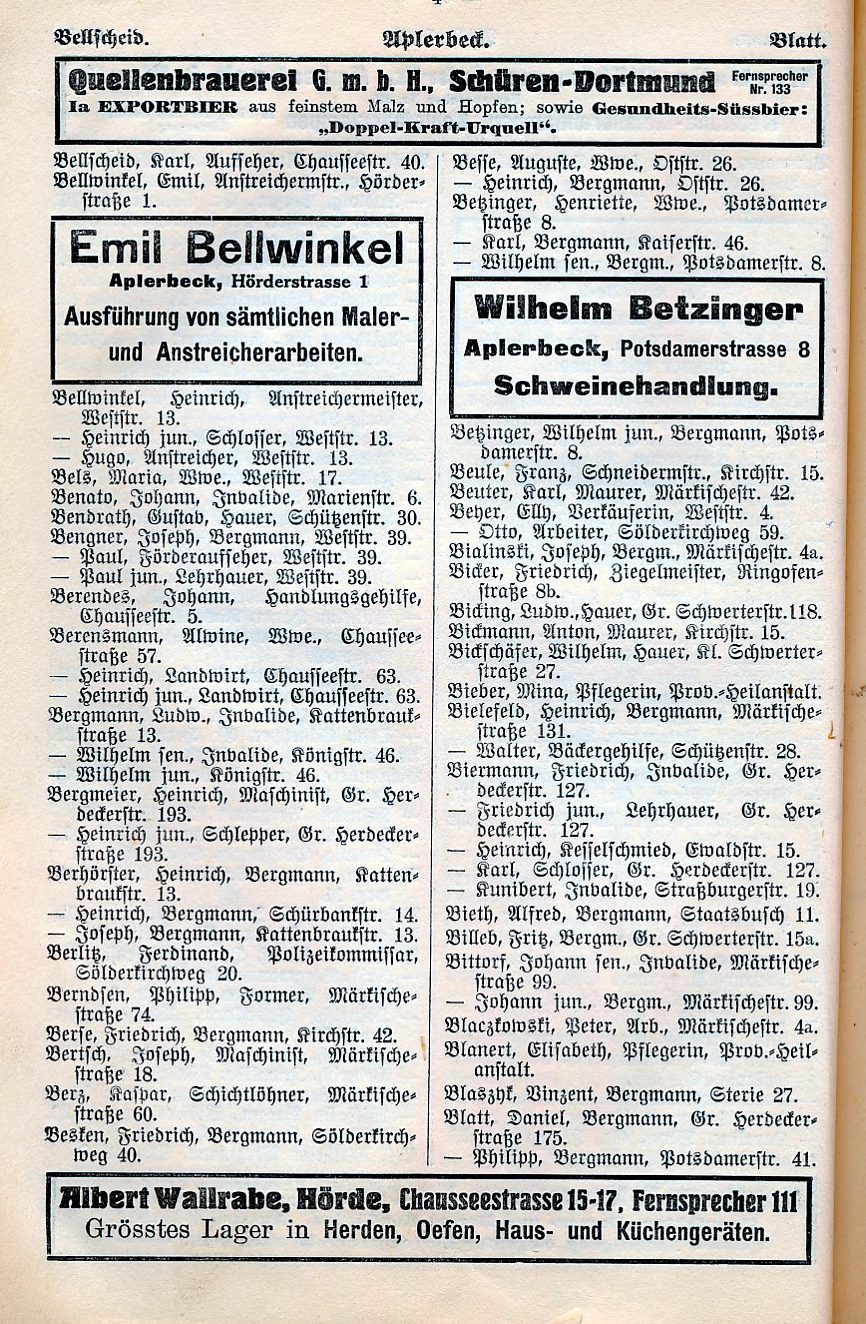 Bellscheid.
Aplerbeck.
Blatt.
Quellenbrauerei G. m. b. H., Schüren-Dortmund
Fernsprecher
Nr. 133
Ia EXPORTBIER aus feinstem Malz und Hopfen; sowie Gesundheits-Süssbier:
„Doppel-Kraft-Urquell“.
Bellscheid, Karl, Aufseher, Chausseestr. 40.
Bellwinkel, Emil, Anstreichermstr., Hörder-
straße 1.
Emil Bellwinkel
Aplerbeck, Hörderstrasse 1
Ausführung von sämtlichen Maler-
und Anstreicherarbeiten.
Bellwinkel, Heinrich, Anstreichermeister,
Weststr. 13.
— Heinrich jun., Schlosser, Weststr. 13.
— Hugo, Anstreicher, Weststr. 13.
Bels, Maria, Wwe., Weststr. 17.
Benato, Johann, Invalide, Marienstr. 6.
Bendrath, Gustav, Hauer, Schützenstr. 30.
Bengner, Joseph, Bergmann, Weststr. 39.
— Paul, Förderaufseher, Weststr. 39.
— Paul jun., Lehrhauer, Weststr. 39.
Berendes, Johann, Handlungsgehilfe,
Chausseestr. 5.
Berensmann, Alwine, Wwe., Chaussee-
straße 57.
— Heinrich, Landwirt, Chausseestr. 63.
— Heinrich jun., Landwirt, Chausseestr. 63.
Bergmann, Ludw., Invalide, Kattenbrauk-
straße 13.
— Wilhelm sen., Invalide, Königstr. 46.
— Wilhelm jun., Königstr. 46.
Bergmeier, Heinrich, Maschinist, Gr. Her-
deckerstr. 193.
— Heinrich jun., Schlepper, Gr. Herdecker-
straße 193.
Berhörster, Heinrich, Bergmann, Katten-
braukstr. 13.
— Heinrich, Bergmann, Schürbankstr. 14.
— Joseph, Bergmann, Kattenbraukstr. 13.
Berlitz, Ferdinand, Polizeikommissar,
Sölderkirchweg 20.
Berndsen, Philipp, Former, Märkische-
straße 74.
Berse, Friedrich, Bergmann, Kirchstr. 42.
Bertsch, Joseph, Maschinist, Märkische-
straße 18.
Berz, Kaspar, Schichtlöhner, Märkische-
straße 60.
Besken, Friedrich, Bergmann, Sölderkirch-
weg 40.
Besse, Auguste, Wwe., Oststr. 26.
— Heinrich, Bergmann, Oststr. 26.
Betzinger, Henriette, Wwe., Potsdamer-
straße 8.
— Karl, Bergmann, Kaiserstr. 46.
— Wilhelm sen., Bergm., Potsdamerstr. 8.
Wilhelm Betzinger
Aplerbeck, Potsdamerstrasse 8
Schweinehandlung.
Betzinger, Wilhelm jun., Bergmann, Pots-
damerstr. 8.
Beule, Franz, Schneidermstr., Kirchstr. 15.
Beuter, Karl, Maurer, Märkischestr. 42.
Beyer, Elly, Verkäuferin, Weststr. 4.
— Otto, Arbeiter, Sölderkirchweg 59.
Bialinski, Joseph, Bergm., Märkischestr. 4a.
Bicker, Friedrich, Ziegelmeister, Ringofen-
straße 8b.
Bicking, Ludw., Hauer, Gr. Schwerterstr. 118.
Bickmann, Anton, Maurer, Kirchstr. 15.
Bickschäfer, Wilhelm, Hauer, Kl. Schwerter-
straße 27.
Bieber, Mina, Pflegerin, Prov.-Heilanstalt.
Bielefeld, Heinrich, Bergmann, Märkische-
straße 131.
— Walter, Bäckergehilfe, Schützenstr. 28.
Biermann, Friedrich, Invalide, Gr. Her-
deckerstr. 127.
— Friedrich jun., Lehrhauer, Gr. Her-
deckerstr. 127.
— Heinrich, Kesselschmied, Ewaldstr. 15.
— Karl, Schlosser, Gr. Herdeckerstr. 127.
— Kunibert, Invalide, Straßburgerstr. 19.
Bieth, Alfred, Bergmann, Staatsbusch 11.
Billeb, Fritz, Bergm., Gr. Schwerterstr. 15a.
Bittorf, Johann sen., Invalide, Märkische-
straße 99.
— Johann jun., Bergm., Märkischestr. 99.
Blaczkowski, Peter, Arb., Märkischestr. 4a.
Blanert, Elisabeth, Pflegerin, Prov.-Heil-
anstalt.
Blaszyk, Vinzent, Bergmann, Sterie 27.
Blatt, Daniel, Bergmann, Gr. Herdecker-
straße 175.
— Philipp, Bergmann, Potsdamerstr. 41.
Albert Wallrabe, Hörde, Chausseestrasse 15-17, Fernsprecher 111
Grösstes Lager in Herden, Oefen, Haus- und Küchengeräten.